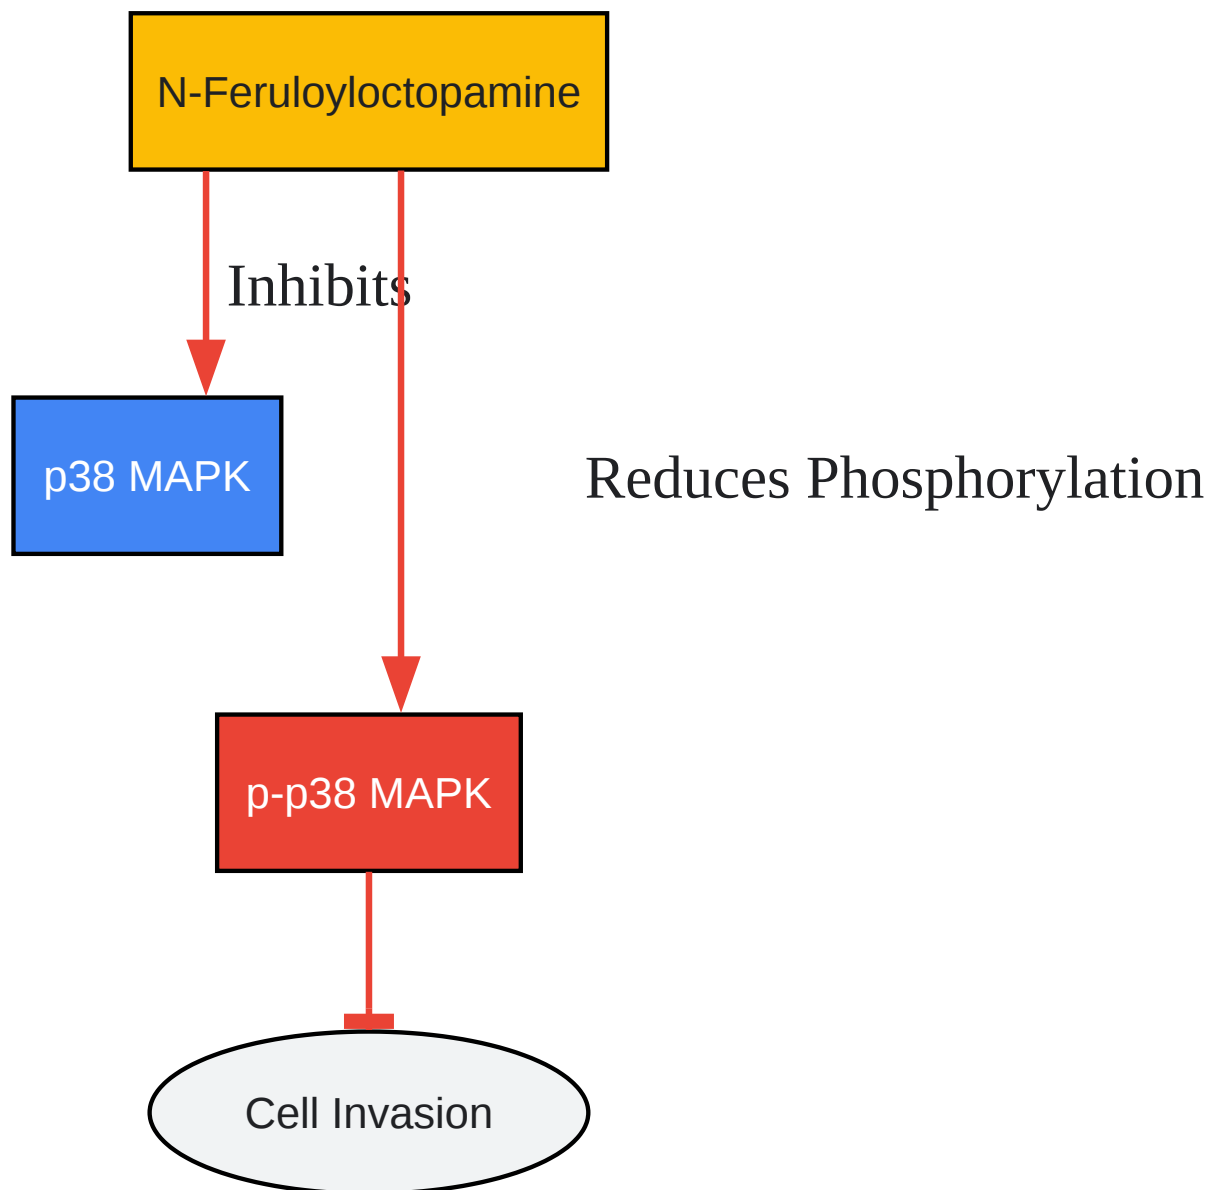 N-Feruloyloctopamine
Inhibits
p38 MAPK
Reduces Phosphorylation
p-p38 MAPK
Cell Invasion